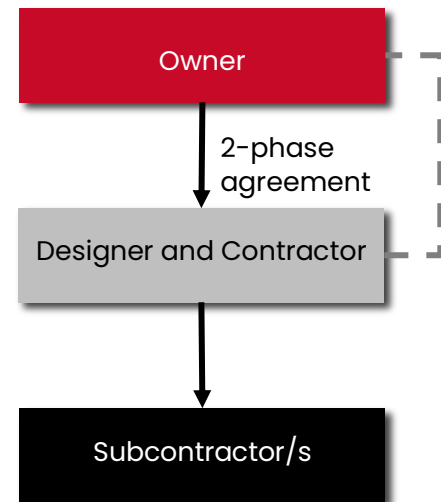 Owner
2-phase
agreement
Designer and Contractor
Subcontractor/s